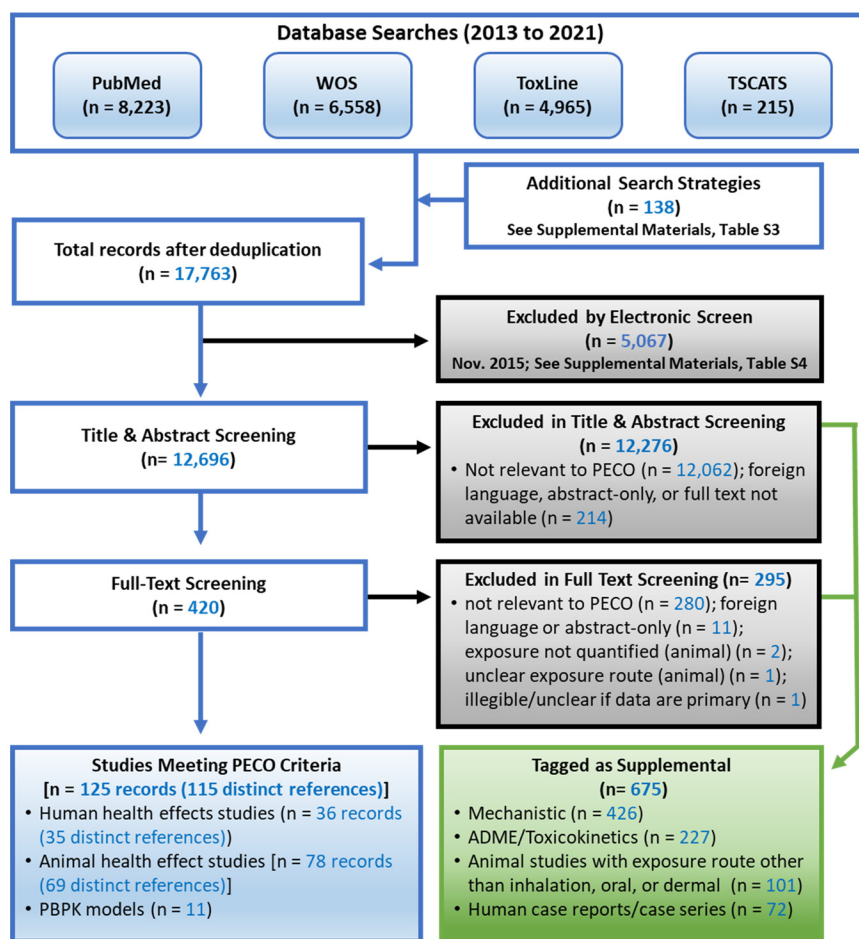 Database Searches (2013 to 2021)
PubMed
(n = 8,223)
WOS
(n = 6,558)
ToxLine
(n = 4,965)
TSCATS
(n = 215)
Additional Search Strategies
(n = 138)
See Supplemental Materials, Table S3
Total records after deduplication
(n = 17,763)
Excluded by Electronic Screen
(n = 5,067)
Nov. 2015; See Supplemental Materials, Table S4
Title & Abstract Screening
(n= 12,696)
Excluded in Title & Abstract Screening
(n = 12,276)
• Not relevant to PECO (n = 12,062); foreign
language, abstract-only, or full text not
available (n = 214)
Full-Text Screening
(n = 420)
Excluded in Full Text Screening (n= 295)
• not relevant to PECO (n = 280); foreign
language or abstract-only (n = 11);
exposure not quantified (animal) (n = 2);
unclear exposure route (animal) (n = 1);
illegible/unclear if data are primary (n = 1)
Studies Meeting PECO Criteria
[n = 125 records (115 distinct references)]
• Human health effects studies (n = 36 records
(35 distinct references))
• Animal health effect studies [n = 78 records
(69 distinct references)]
• PBPK models (n = 11)
Tagged as Supplemental
(n= 675)
• Mechanistic (n = 426)
• ADME/Toxicokinetics (n = 227)
• Animal studies with exposure route other
than inhalation, oral, or dermal (n = 101)
• Human case reports/case series (n = 72)